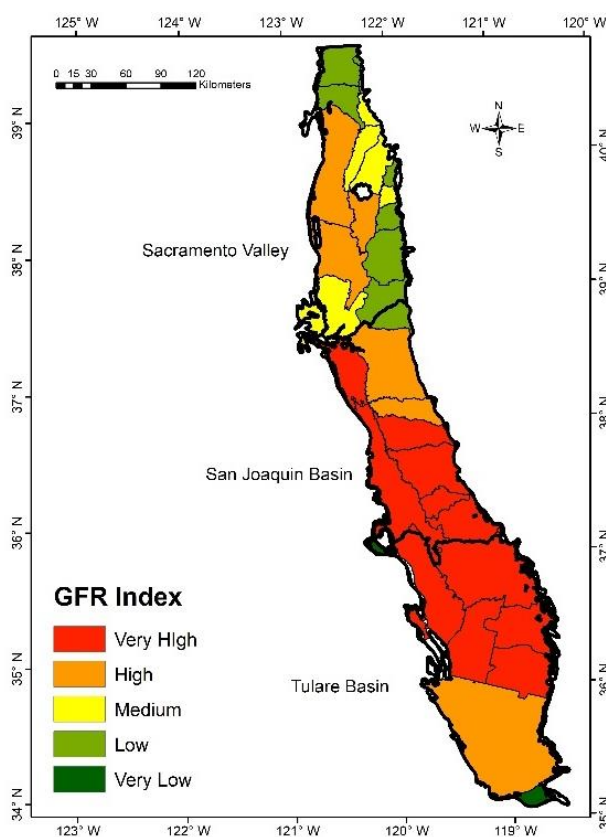 125° W 124° W 123° W 122° W 121° W 120° W
0 15 30 60 90 120
Kilometers
N
W E
S
39° N
40° N
Sacramento Valley
38° N
39° N
37° N
38° N
San Joaquin Basin
36° N
37° N
GFR Index
Very HIgh
High
Medium
Low
Very Low
35° N
36° N
Tulare Basin
34° N
35° N
123° W 122° W 121° W 120° W 119° W